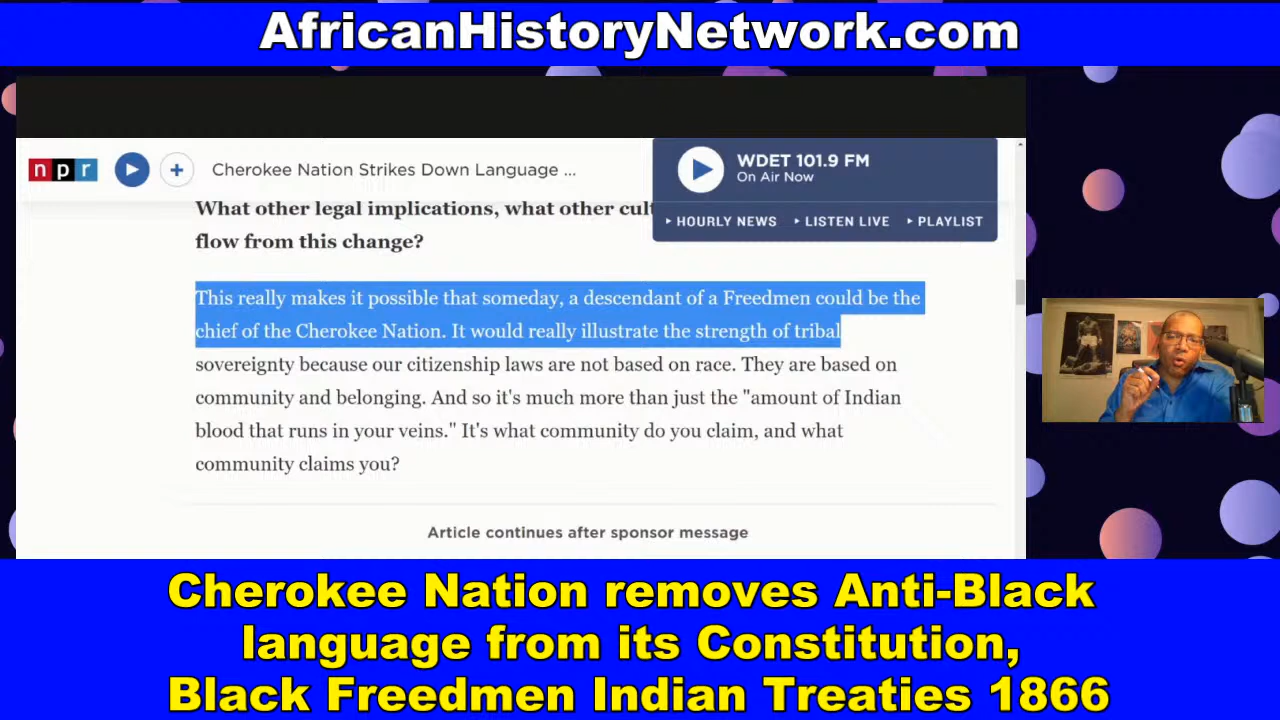 AfricanHistoryNetwork.com
npr
Cherokee Nation Strikes Down Language ...
WDET 101.9 FM
On Air Now
HOURLY NEWS
LISTEN LIVE
PLAYLIST
What other legal implications, what other
flow from this change?
This really makes it possible that someday, a descendant of a Freedmen could be the
chief of the Cherokee Nation. It would really illustrate the strength of tribal
sovereignty because our citizenship laws are not based on race. They are based on
community and belonging. And so it's much more than just the "amount of Indian
blood that runs in your veins." It's what community do you claim, and what
community claims you?
Article continues after sponsor message
Cherokee Nation removes Anti-Black
language from its Constitution,
Black Freedmen Indian Treaties 1866